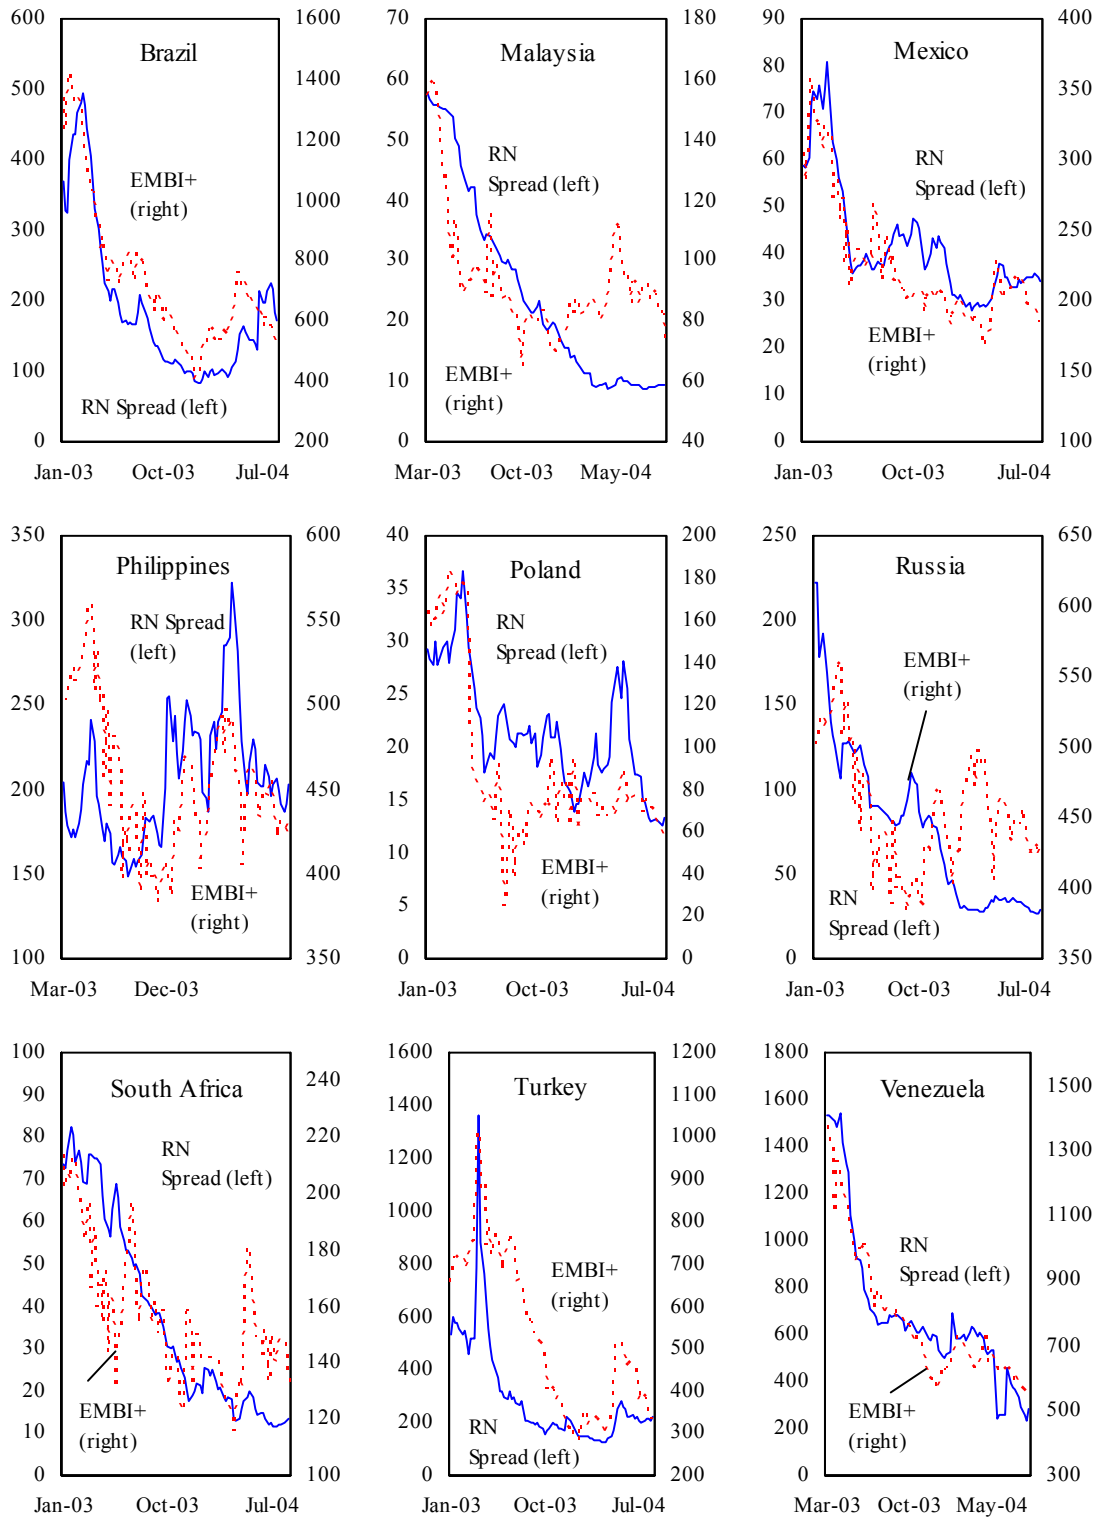 600
500
400
300
200
100
0
Brazil
EMBI+
(right)
RN Spread (left)
1600
1400
1200
1000
800
600
400
200
Jan-03 Oct-03 Jul-04
70
60
50
40
30
20
10
0
Malaysia
RN
Spread (left)
EMBI+
(right)
180
160
140
120
100
80
60
40
Mar-03 Oct-03 May-04
90
80
70
60
50
40
30
20
10
0
Mexico
RN
Spread (left)
EMBI+
(right)
400
350
300
250
200
150
100
Jan-03 Oct-03 Jul-04
350
300
250
200
150
100
Philippines
RN Spread
(left)
EMBI+
(right)
600
550
500
450
400
350
Mar-03 Dec-03
40
35
30
25
20
15
10
5
0
Poland
RN
Spread (left)
EMBI+
(right)
200
180
160
140
120
100
80
60
40
20
0
Jan-03 Oct-03 Jul-04
250
200
150
100
50
0
Russia
EMBI+
(right)
RN
Spread (left)
650
600
550
500
450
400
350
Jan-03 Oct-03 Jul-04
100
90
80
70
60
50
40
30
20
10
0
South Africa
RN
Spread (left)
EMBI+
(right)
240
220
200
180
160
140
120
100
Jan-03 Oct-03 Jul-04
1600
1400
1200
1000
800
600
400
200
0
Turkey
EMBI+
(right)
RN
Spread (left)
1200
1100
1000
900
800
700
600
500
400
300
200
Jan-03 Oct-03 Jul-04
1800
1600
1400
1200
1000
800
600
400
200
0
Venezuela
RN
Spread (left)
EMBI+
(right)
1500
1300
1100
900
700
500
300
Mar-03 Oct-03 May-04